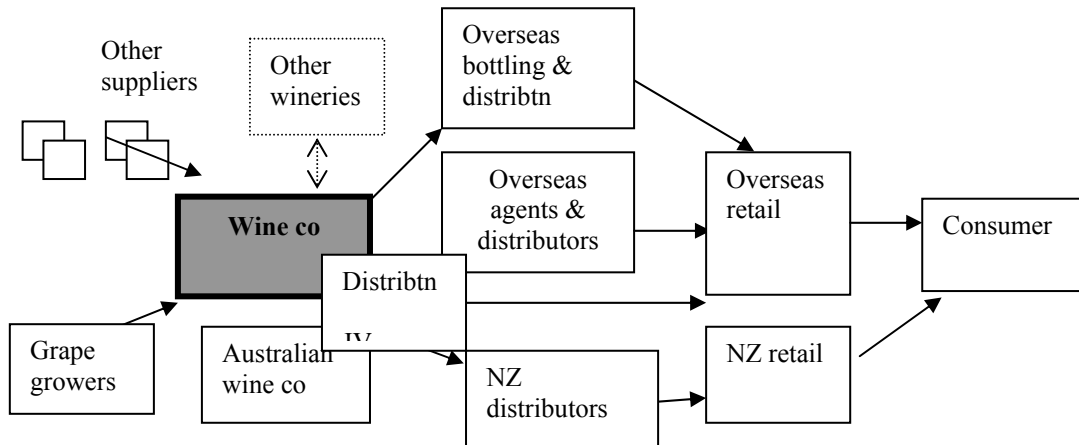 Other
suppliers
Other
wineries
Overseas
bottling &
distribtn
Wine co
Overseas
agents &
distributors
Overseas
retail
Consumer
Distribtn
Grape
growers
Australian
wine co
NZ
distributors
NZ retail